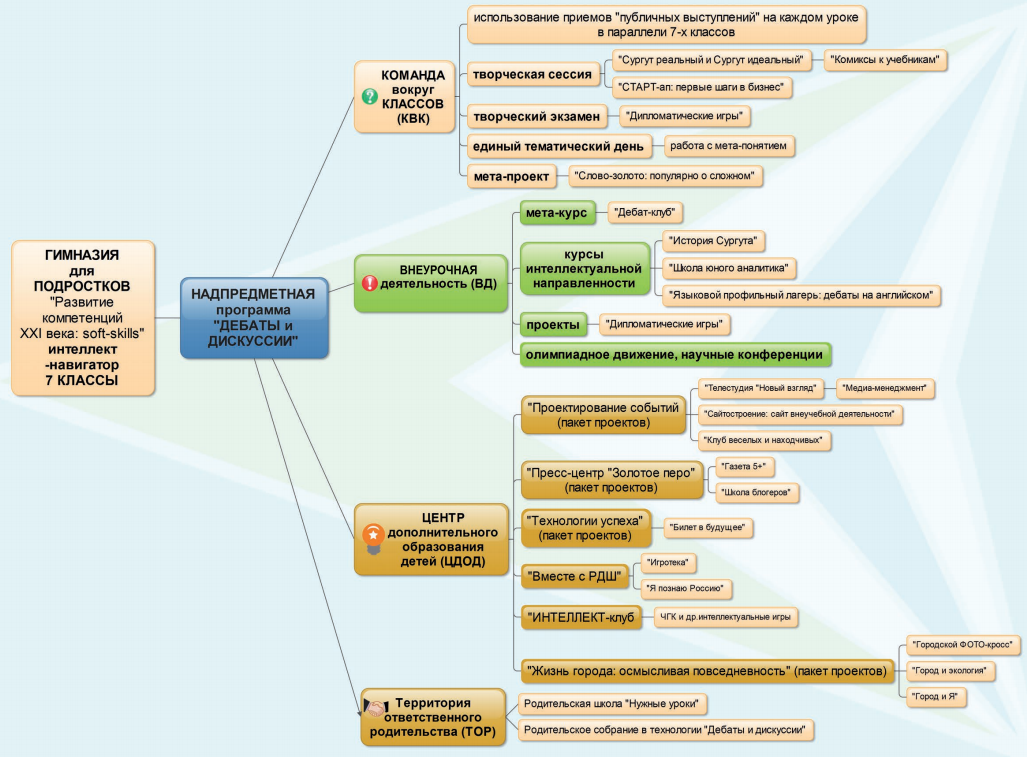 ГИМНАЗИЯ
для
ПОДРОСТКОВ
"Развитие
компетенций
XXI века: soft-skills"
интеллект
-навигатор
7 КЛАССЫ
НАДПРЕДМЕТНАЯ
программа
"ДЕБАТЫ и
ДИСКУССИИ"
КОМАНДА
вокруг
КЛАССОВ
(КВК)
использование приемов "публичных выступлений" на каждом уроке
в параллели 7-х классов
творческая сессия
"Сургут реальный и Сургут идеальный"
"Комиксы к учебникам"
"СТАРТ-ап: первые шаги в бизнес"
творческий экзамен
"Дипломатические игры"
единый тематический день
работа с мета-понятием
мета-проект
"Слово-золото: популярно о сложном"
ВНЕУРОЧНАЯ
деятельность (ВД)
мета-курс
"Дебат-клуб"
курсы
интеллектуальной
направленности
"История Сургута"
"Школа юного аналитика"
"Языковой профильный лагерь: дебаты на английском"
проекты
"Дипломатические игры"
олимпиадное движение, научные конференции
ЦЕНТР
дополнительного
образования
детей (ЦДОД)
"Проектирование событий
(пакет проектов)
"Телестудия "Новый взгляд"
"Медиа-менеджмент"
"Сайтостроение: сайт внеучебной деятельности"
"Клуб веселых и находчивых"
"Пресс-центр "Золотое перо"
(пакет проектов)
"Газета 5+"
"Школа блогеров"
"Технологии успеха"
(пакет проектов)
"Билет в будущее"
"Вместе с РДШ"
"Игротека"
"Я познаю Россию"
"ИНТЕЛЛЕКТ-клуб
ЧГК и др.интеллектуальные игры
"Жизнь города: осмысливая повседневность" (пакет проектов)
"Городской ФОТО-кросс"
"Город и экология"
"Город и Я"
Территория
ответственного
родительства (ТОР)
Родительская школа "Нужные уроки"
Родительское собрание в технологии "Дебаты и дискуссии"